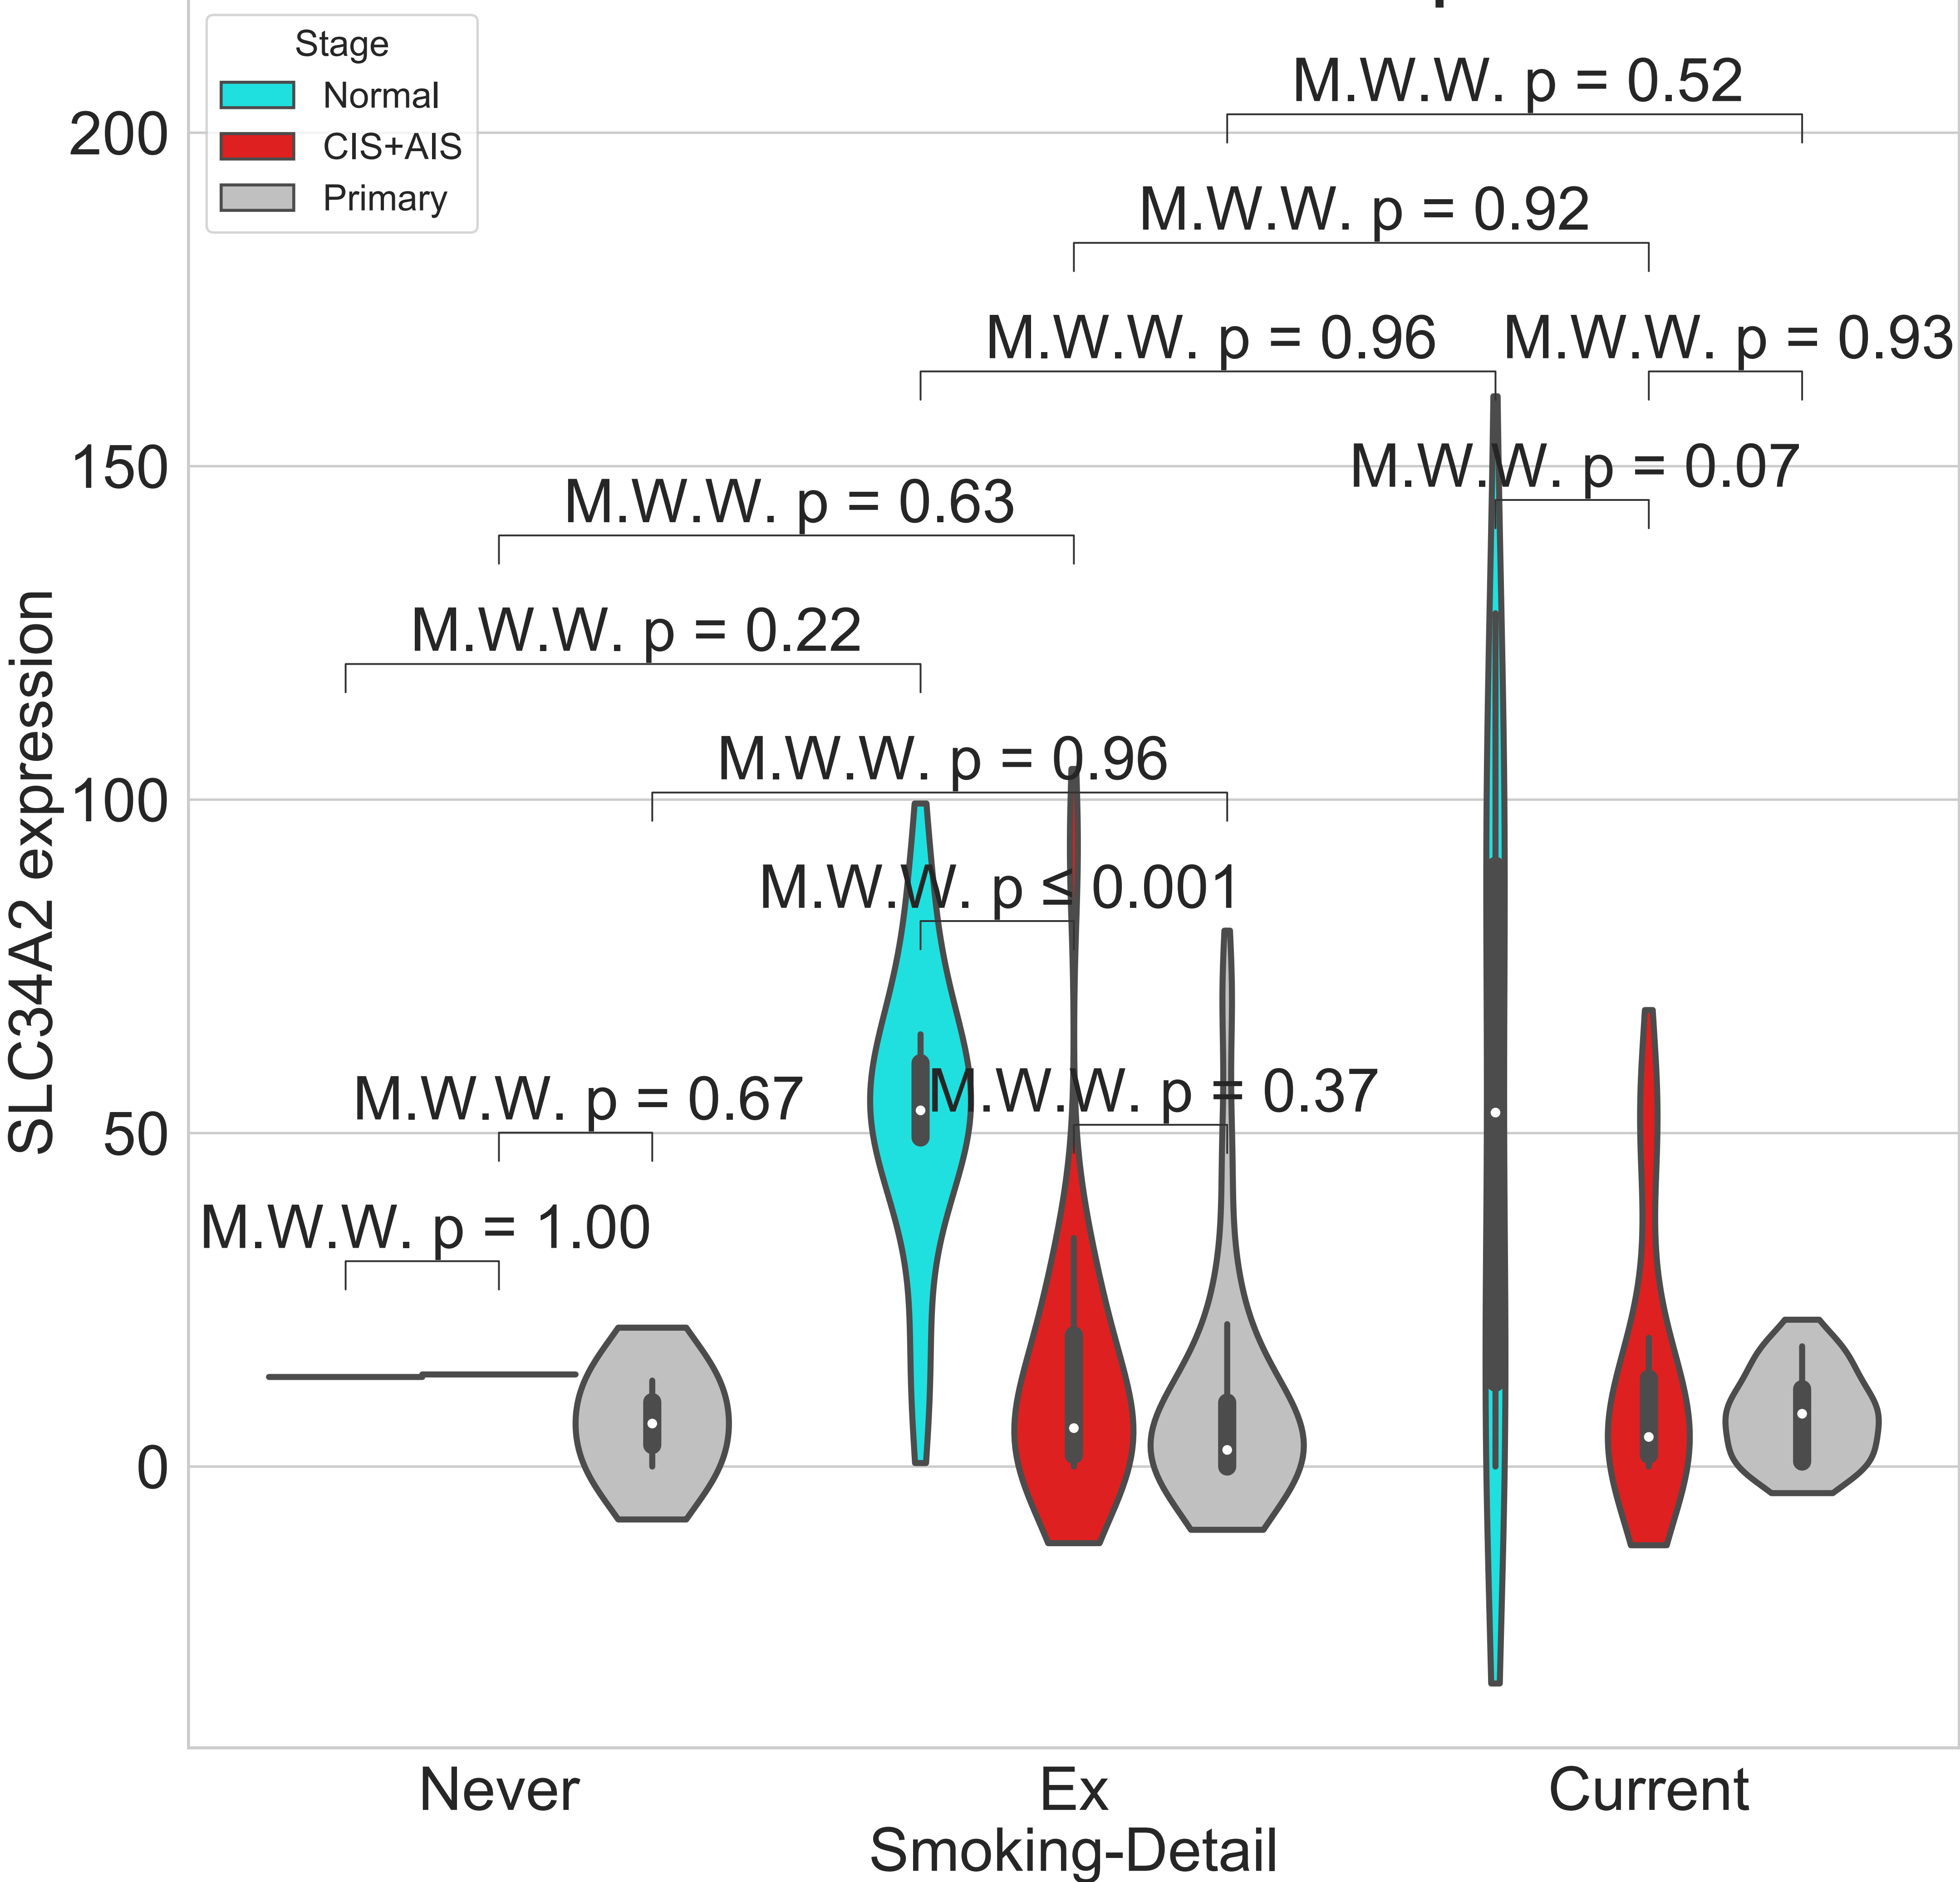 Stage
Normal
CIS+AIS
Primary
M.W.W. p = 0.52
M.W.W. p = 0.92
M.W.W. p = 0.96
M.W.W. p = 0.93
M.W.W. p = 0.07
M.W.W. p = 0.63
M.W.W. p = 0.22
M.W.W. p = 0.96
M.W.W. p ≤ 0.001
M.W.W. p = 0.67
M.W.W. p = 0.37
M.W.W. p = 1.00
200
150
100
50
0
SLC34A2 expression
Never
Ex
Current
Smoking-Detail